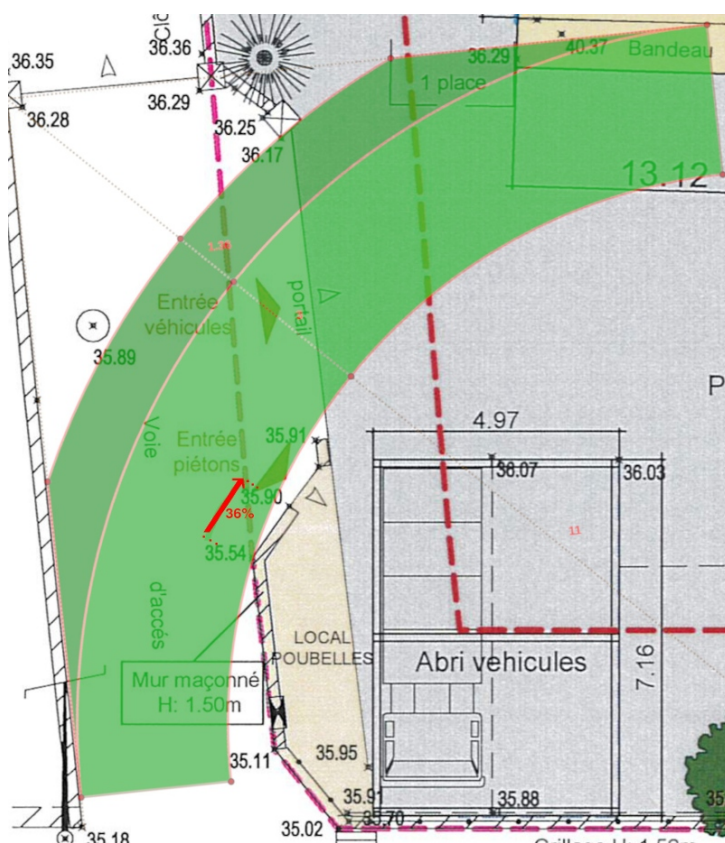 36.36
36.35
36.29
36.28
36.25
36.17
36.29
40.37
Bandeau
1 place
13.12
Entrée
véhicules
portail
35.89
Voie
Entrée
piétons
35.91
35.90
36%
35.54
d'accés
4.97
36.07
36.03
11
LOCAL
POUBELLES
Abri vehicules
7.16
Mur maçonné
H: 1.50m
35.11
35.95
35.91
35.70
35.88
35.02
35.18
P